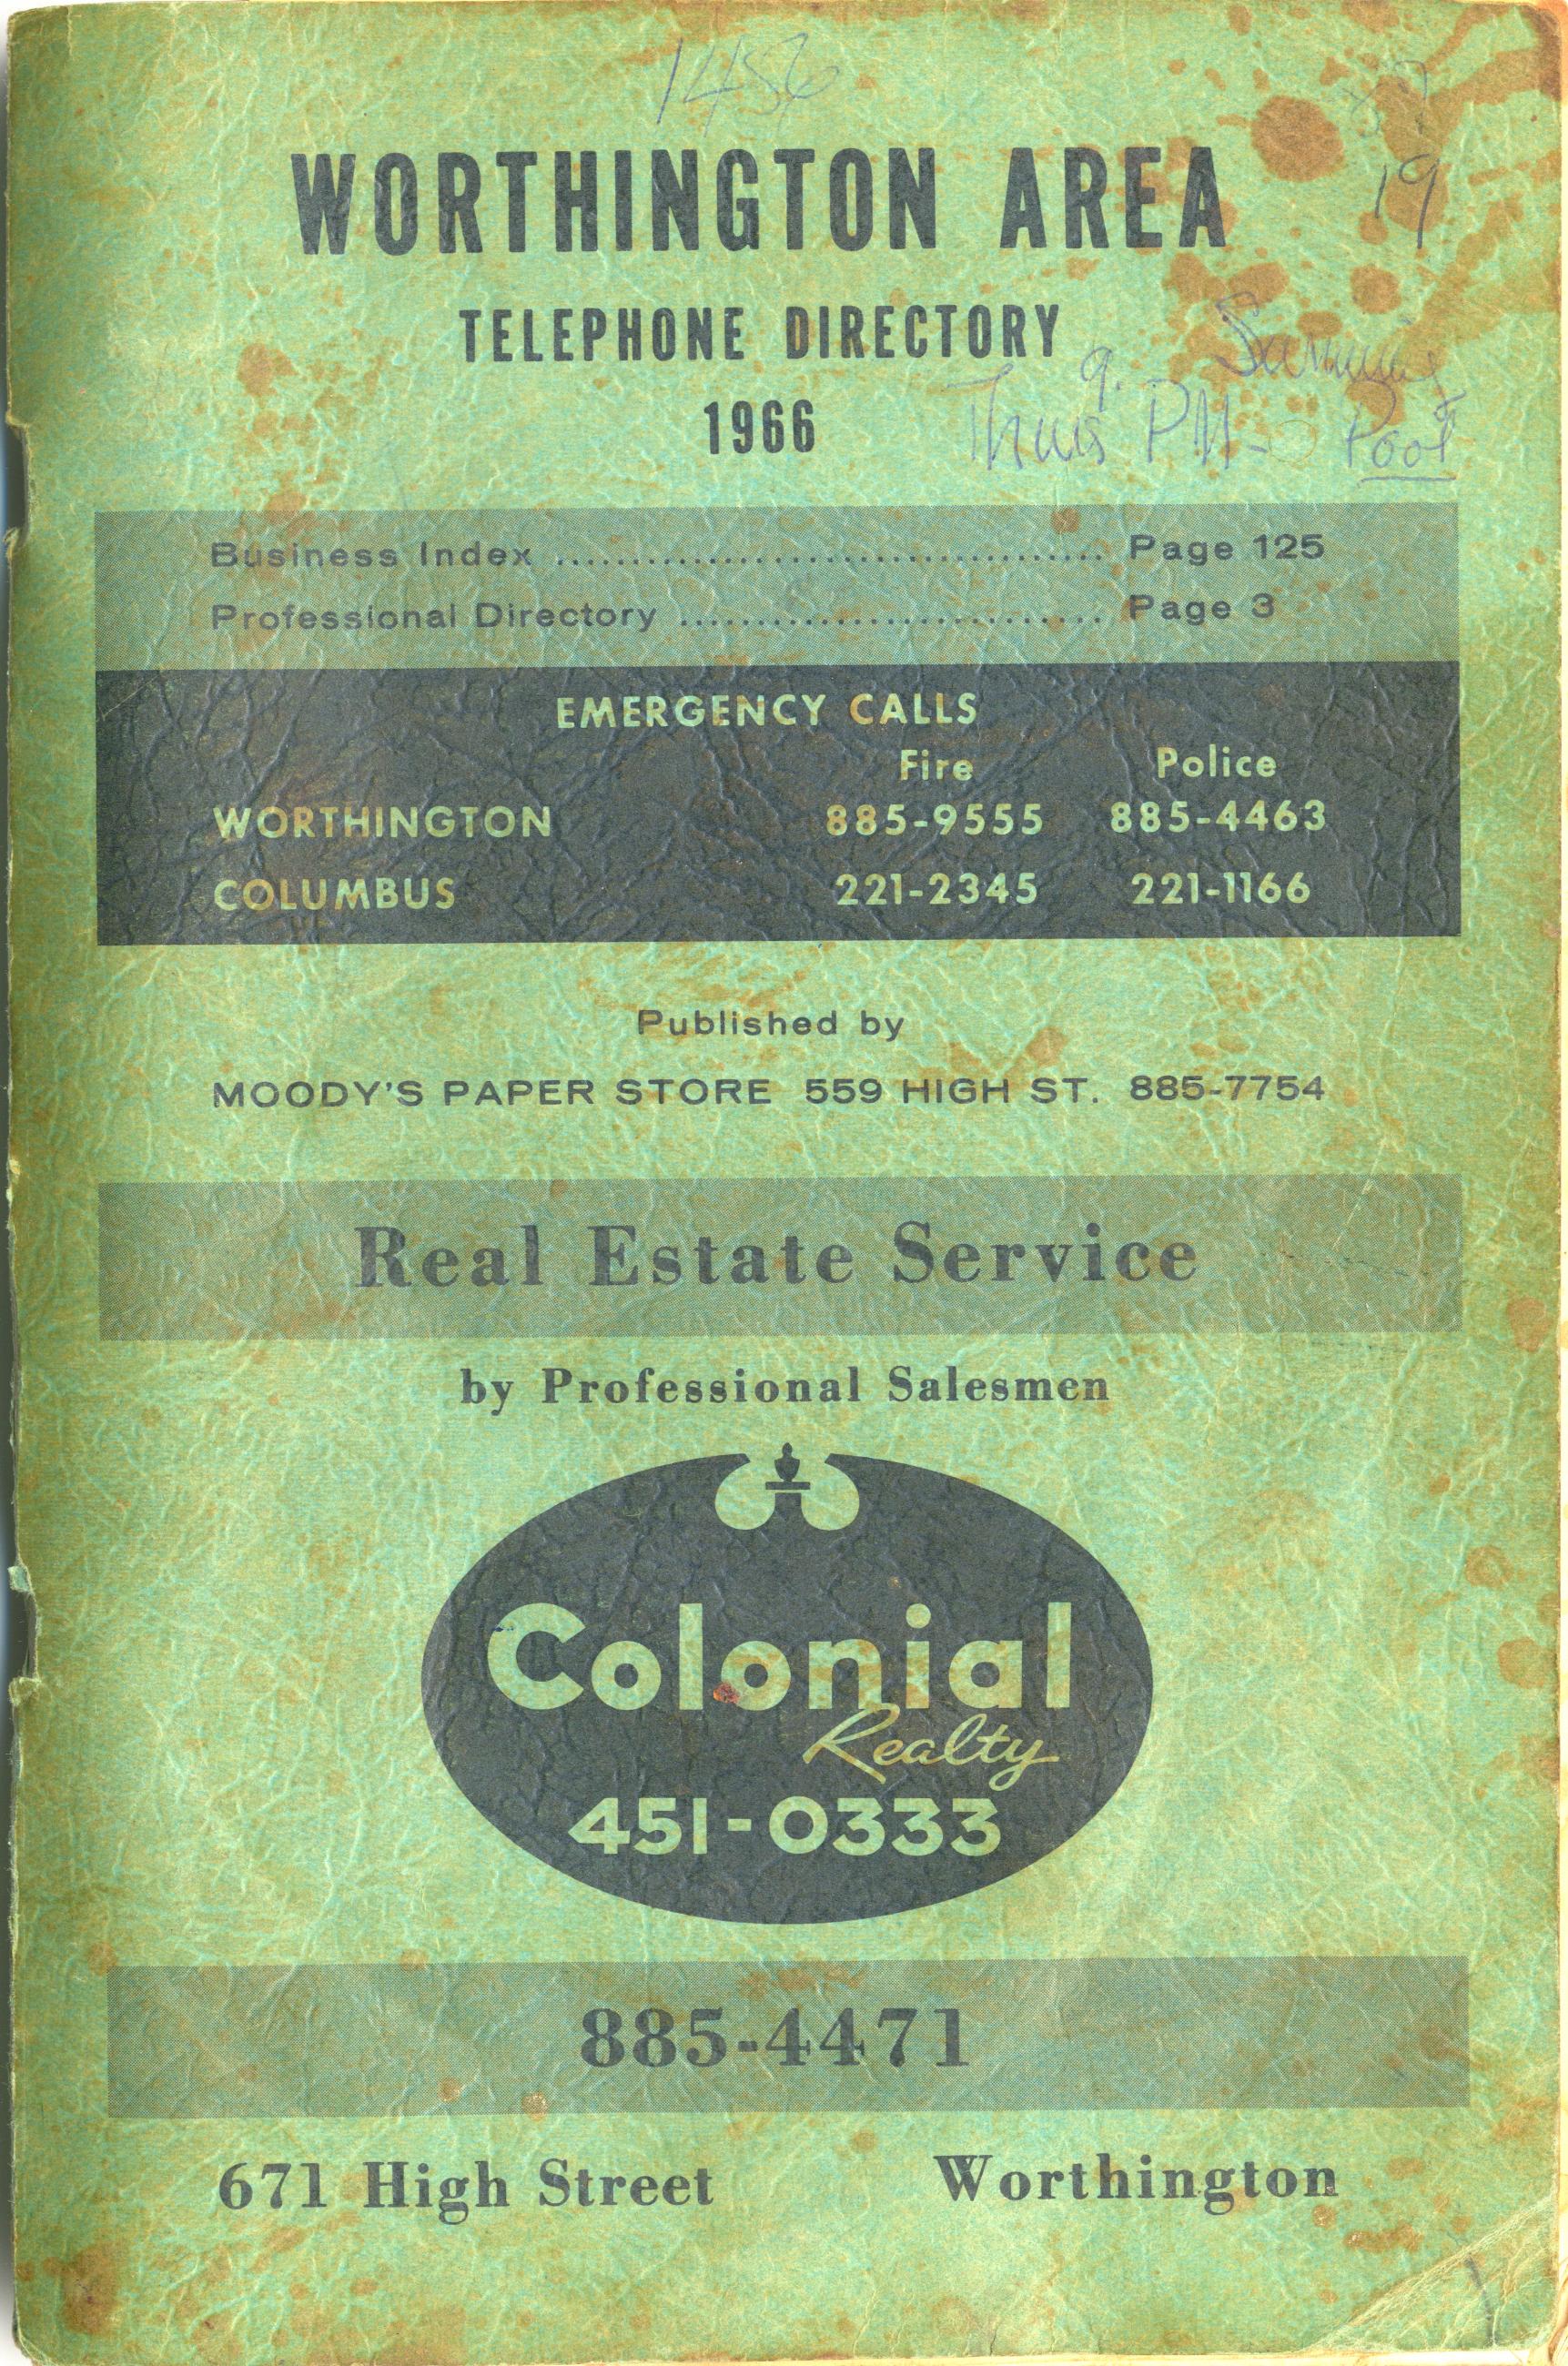 1456
WORTHINGTON AREA
19
TELEPHONE DIRECTORY
1966
9.
Thurs PM- Pool
Business Index .................................... Page 125
Professional Directory ............................ Page 3
EMERGENCY CALLS
Fire Police
WORTHINGTON 885-9555 885-4463
COLUMBUS 221-2345 221-1166
Published by
MOODY'S PAPER STORE 559 HIGH ST. 885-7754
Real Estate Service
by Professional Salesmen
Colonial
Realty
451-0333
885-4471
671 High Street Worthington